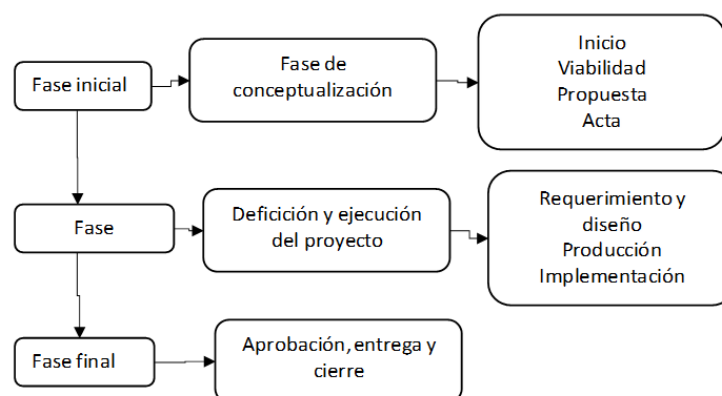 Fase inicial
Fase de
conceptualización
Inicio
Viabilidad
Propuesta
Acta
Fase
Deficición y ejecución
del proyecto
Requerimiento y
diseño
Producción
Implementación
Fase final
Aprobación, entrega y
cierre